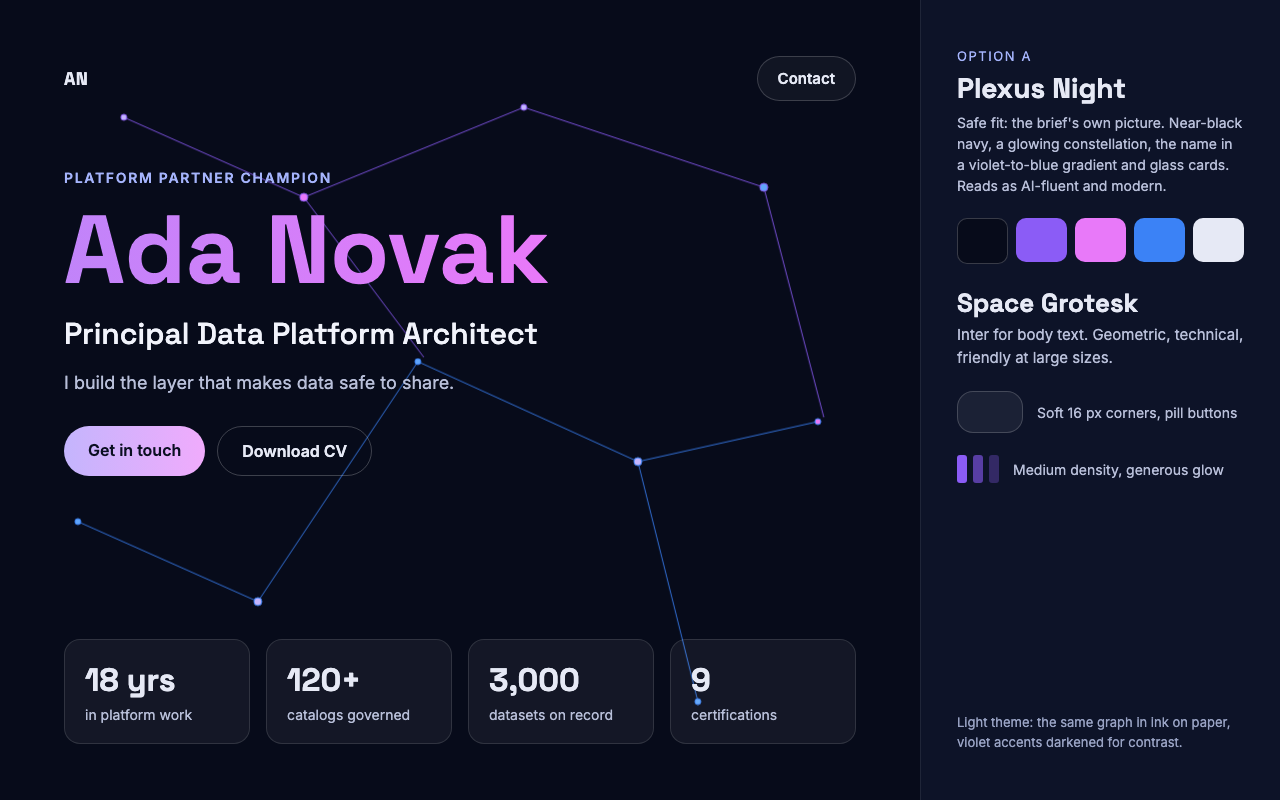 AN
Contact
PLATFORM PARTNER CHAMPION
Ada Novak
Principal Data Platform Architect
I build the layer that makes data safe to share.
Get in touch
Download CV
18 yrs
in platform work
120+
catalogs governed
3,000
datasets on record
9
certifications
OPTION A
Plexus Night
Safe fit: the brief's own picture. Near-black
navy, a glowing constellation, the name in
a violet-to-blue gradient and glass cards.
Reads as AI-fluent and modern.
Space Grotesk
Inter for body text. Geometric, technical,
friendly at large sizes.
Soft 16 px corners, pill buttons
Medium density, generous glow
Light theme: the same graph in ink on paper,
violet accents darkened for contrast.